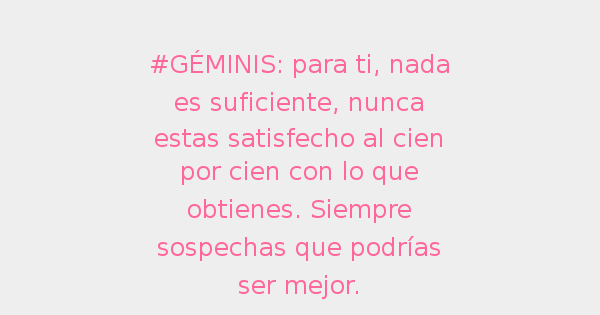 #GÉMINIS: para ti, nada
es suficiente, nunca
estas satisfecho al cien
por cien con lo que
obtienes. Siempre
sospechas que podrías
ser mejor.